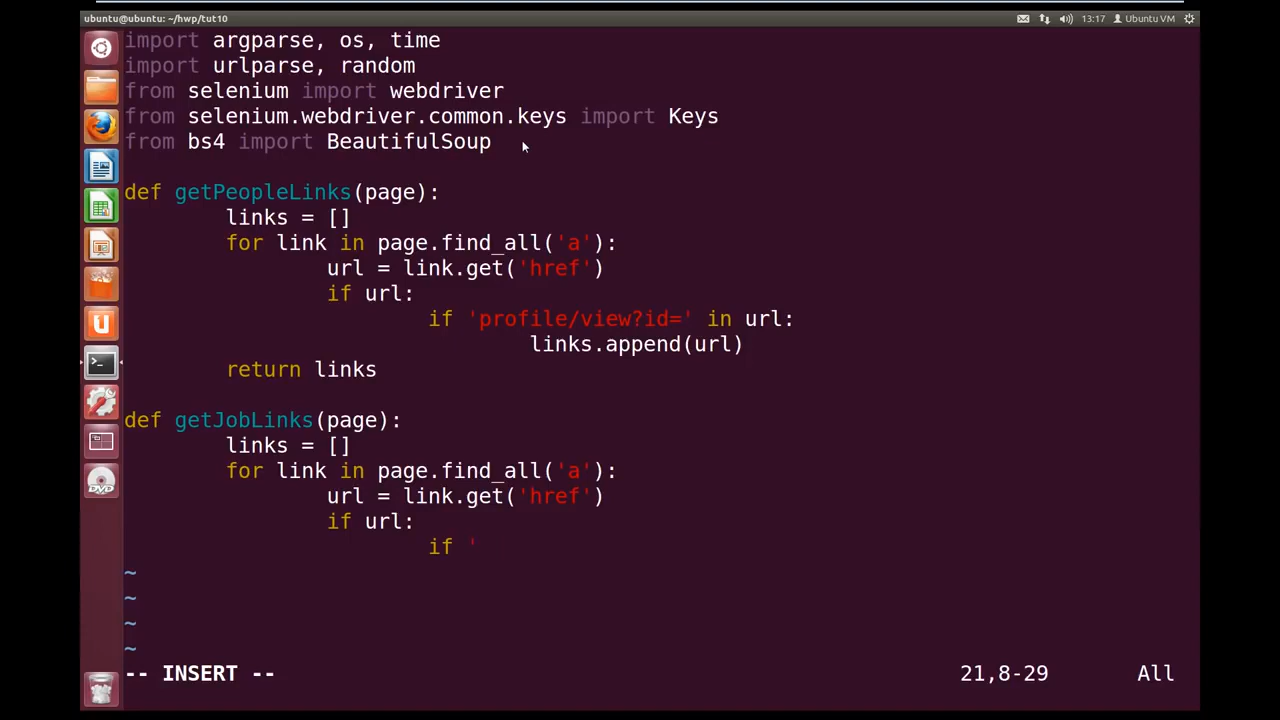 ubuntu@ubuntu: ~/hwp/tut10 13:17 Ubuntu VM
import argparse, os, time
import urlparse, random
from selenium import webdriver
from selenium.webdriver.common.keys import Keys
from bs4 import BeautifulSoup
def getPeopleLinks(page):
links = []
for link in page.find_all('a'):
url = link.get('href')
if url:
if 'profile/view?id=' in url:
links.append(url)
return links
def getJobLinks(page):
links = []
for link in page.find_all('a'):
url = link.get('href')
if url:
if '
~
~
~
~
-- INSERT -- 21,8-29 All